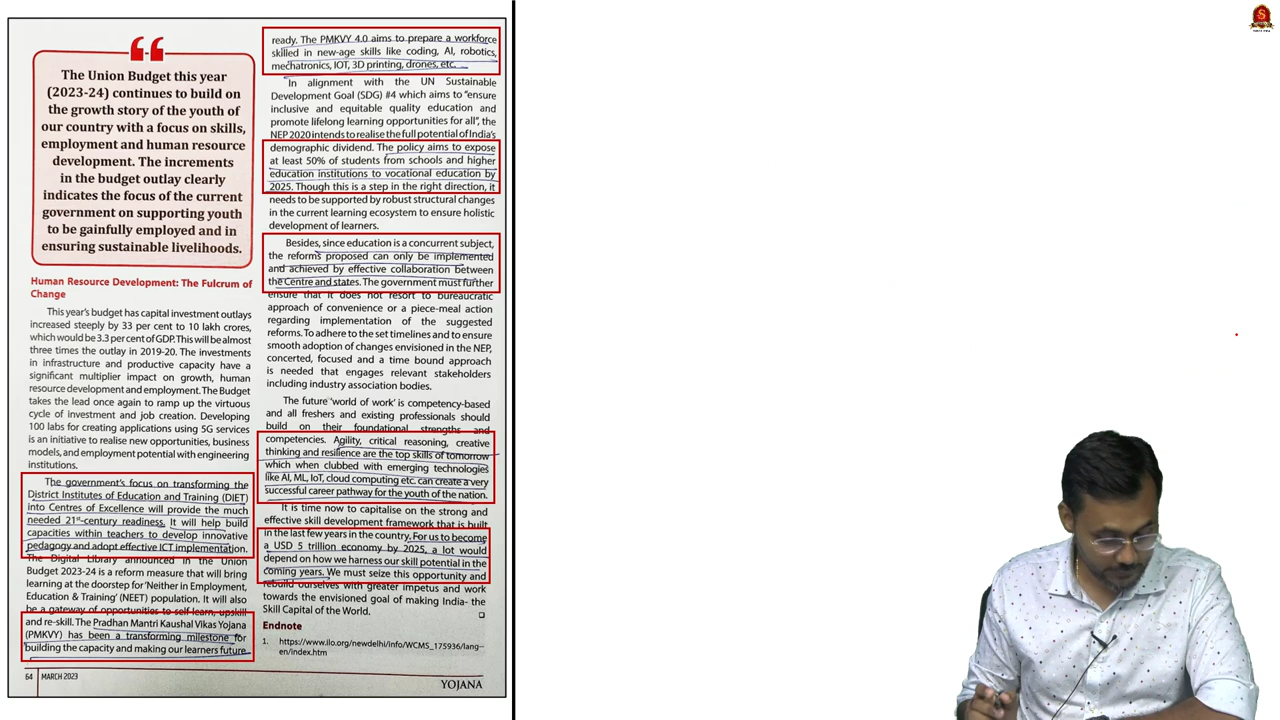 The Union Budget this year
(2023-24) continues to build on
the growth story of the youth of
our country with a focus on skills,
employment and human resource
development. The increments
in the budget outlay clearly
indicates the focus of the current
government on supporting youth
to be gainfully employed and in
ensuring sustainable livelihoods.
Human Resource Development: The Fulcrum of
Change
This year's budget has capital investment outlays
increased steeply by 33 per cent to 10 lakh crores,
which would be 3.3 per cent of GDP. This will be almost
three times the outlay in 2019-20. The investments
in infrastructure and productive capacity have a
significant multiplier impact on growth, human
resource development and employment. The Budget
takes the lead once again to ramp up the virtuous
cycle of investment and job creation. Developing
100 labs for creating applications using 5G services
is an initiative to realise new opportunities, business
models, and employment potential with engineering
institutions.
The government's focus on transforming the
District Institutes of Education and Training (DIET)
into Centres of Excellence will provide the much
needed 21st-century readiness. It will help build
capacities within teachers to develop innovative
pedagogy and adopt effective ICT implementation.
The Digital Library announced in the Union
Budget 2023-24 is a reform measure that will bring
learning at the doorstep for 'Neither in Employment,
Education & Training' (NEET) population. It will also
be a gateway of opportunities to self learn, upskill
and re-skill. The Pradhan Mantri Kaushal Vikas Yojana
(PMKVY) has been a transforming milestone for
building the capacity and making our learners future
ready. The PMKVY 4.0 aims to prepare a workforce
skilled in new-age skills like coding, AI, robotics,
mechatronics, IOT, 3D printing, drones, etc.
In alignment with the UN Sustainable
Development Goal (SDG) #4 which aims to "ensure
inclusive and equitable quality education and
promote lifelong learning opportunities for all", the
NEP 2020 intends to realise the full potential of India's
demographic dividend. The policy aims to expose
at least 50% of students from schools and higher
education institutions to vocational education by
2025. Though this is a step in the right direction, it
needs to be supported by robust structural changes
in the current learning ecosystem to ensure holistic
development of learners.
Besides, since education is a concurrent subject,
the reforms proposed can only be implemented
and achieved by effective collaboration between
the Centre and states. The government must further
ensure that it does not resort to bureaucratic
approach of convenience or a piece-meal action
regarding implementation of the suggested
reforms. To adhere to the set timelines and to ensure
smooth adoption of changes envisioned in the NEP,
concerted, focused and a time bound approach
is needed that engages relevant stakeholders
including industry association bodies.
The future 'world of work' is competency-based
and all freshers and existing professionals should
build on their foundational strengths and
competencies. Agility, critical reasoning, creative
thinking and resilience are the top skills of tomorrow
which when clubbed with emerging technologies
like AI, ML, IoT, cloud computing etc. can create a very
successful career pathway for the youth of the nation.
It is time now to capitalise on the strong and
effective skill development framework that is built
in the last few years in the country. For us to become
a USD 5 trillion economy by 2025, a lot would
depend on how we harness our skill potential in the
coming years. We must seize this opportunity and
rebuild ourselves with greater impetus and work
towards the envisioned goal of making India- the
Skill Capital of the World.
Endnote
1. https://www.ilo.org/newdelhi/info/WCMS_175936/lang--
en/index.htm
64 MARCH 2023
YOJANA